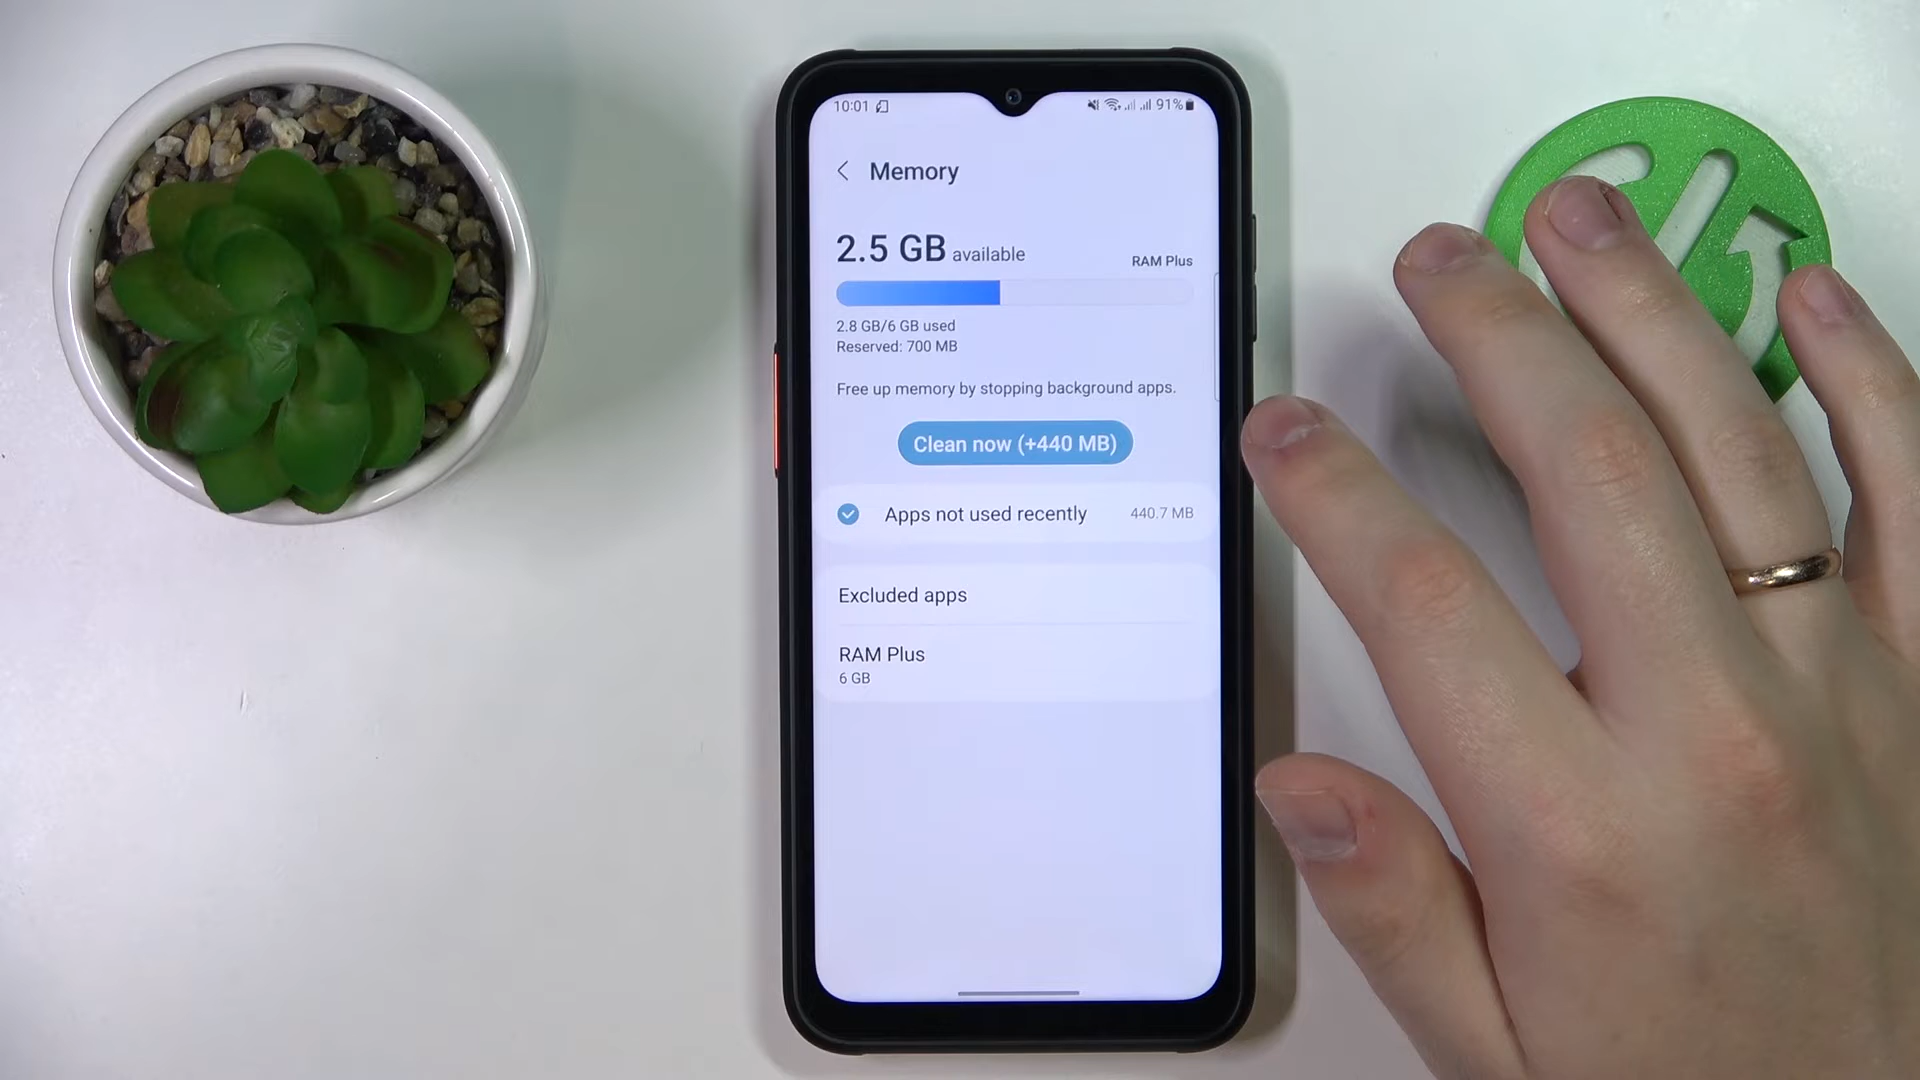 10:01 91%
Memory
2.5 GB available
RAM Plus
2.8 GB/6 GB used
Reserved: 700 MB
Free up memory by stopping background apps.
Clean now (+440 MB)
Apps not used recently 440.7 MB
Excluded apps
RAM Plus
6 GB